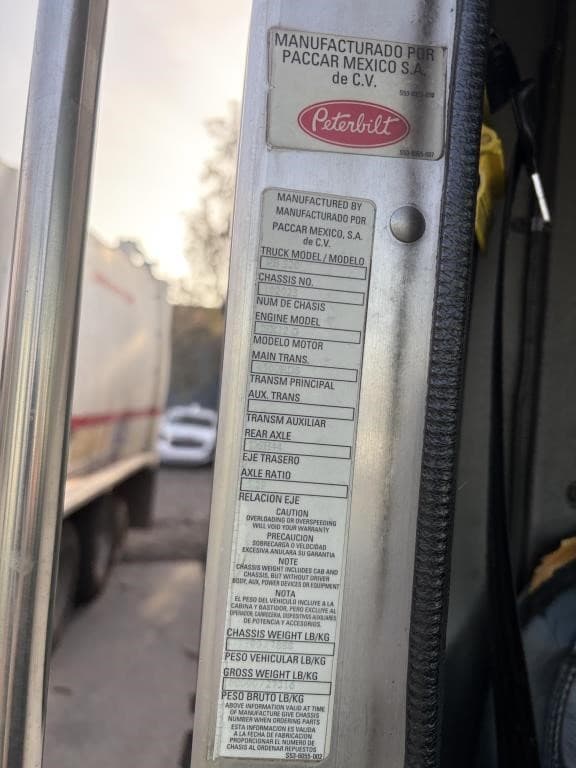 MANUFACTURADO POR
PACCAR MEXICO S.A.
de C.V.
Peterbilt
MANUFACTURED BY
MANUFACTURADO POR
PACCAR MEXICO, S.A.
de C.V.
TRUCK MODEL / MODELO
CHASSIS NO.
NUM DE CHASIS
ENGINE MODEL
MODELO MOTOR
MAIN TRANS.
TRANSM PRINCIPAL
AUX. TRANS
TRANSM AUXILIAR
REAR AXLE
EJE TRASERO
AXLE RATIO
RELACION EJE
CAUTION
OVERLOADING OR OVERSPEEDING
WILL VOID YOUR WARRANTY
PRECAUCION
SOBRECARGA O VELOCIDAD
EXCESIVA ANULARA SU GARANTIA
NOTE
CHASSIS WEIGHT INCLUDES CAB AND
CHASSIS, BUT WITHOUT DRIVER
BODY, AUX, POWER DEVICES OR EQUIPMENT
NOTA
EL PESO DEL VEHICULO INCLUYE A LA
CABINA Y BASTIDOR, PERO EXCLUYE AL
OPERADOR, CARROCERIA, DISPOSITIVOS AUXILIARES
DE POTENCIA Y ACCESORIOS.
CHASSIS WEIGHT LB/KG
PESO VEHICULAR LB/KG
GROSS WEIGHT LB/KG
PESO BRUTO LB/KG
ABOVE INFORMATION VALID AT TIME
OF MANUFACTURE GIVE CHASSIS
NUMBER WHEN ORDERING PARTS
ESTA INFORMACION ES VALIDA
A LA FECHA DE FABRICACION
PROPORCIONAR EL NUMERO DE
CHASIS AL ORDENAR REPUESTOS
S53-6055-002